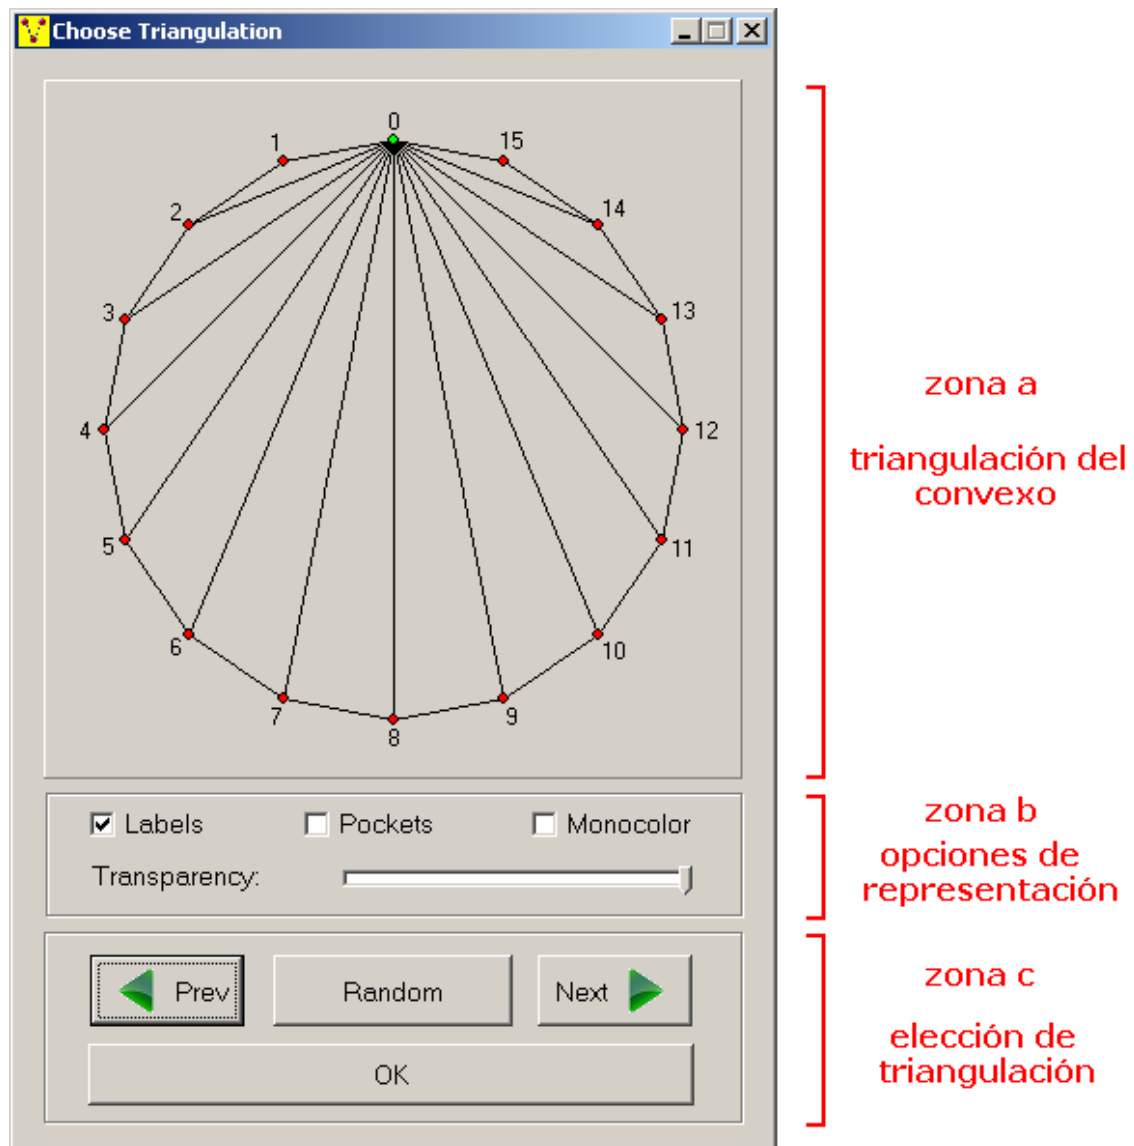 Choose Triangulation
0
1
15
2
14
3
13
4
12
5
11
6
10
7
9
8
zona a
triangulación del
convexo
Labels
Pockets
Monocolor
Transparency:
zona b
opciones de
representación
Prev
Random
Next
OK
zona c
elección de
triangulación